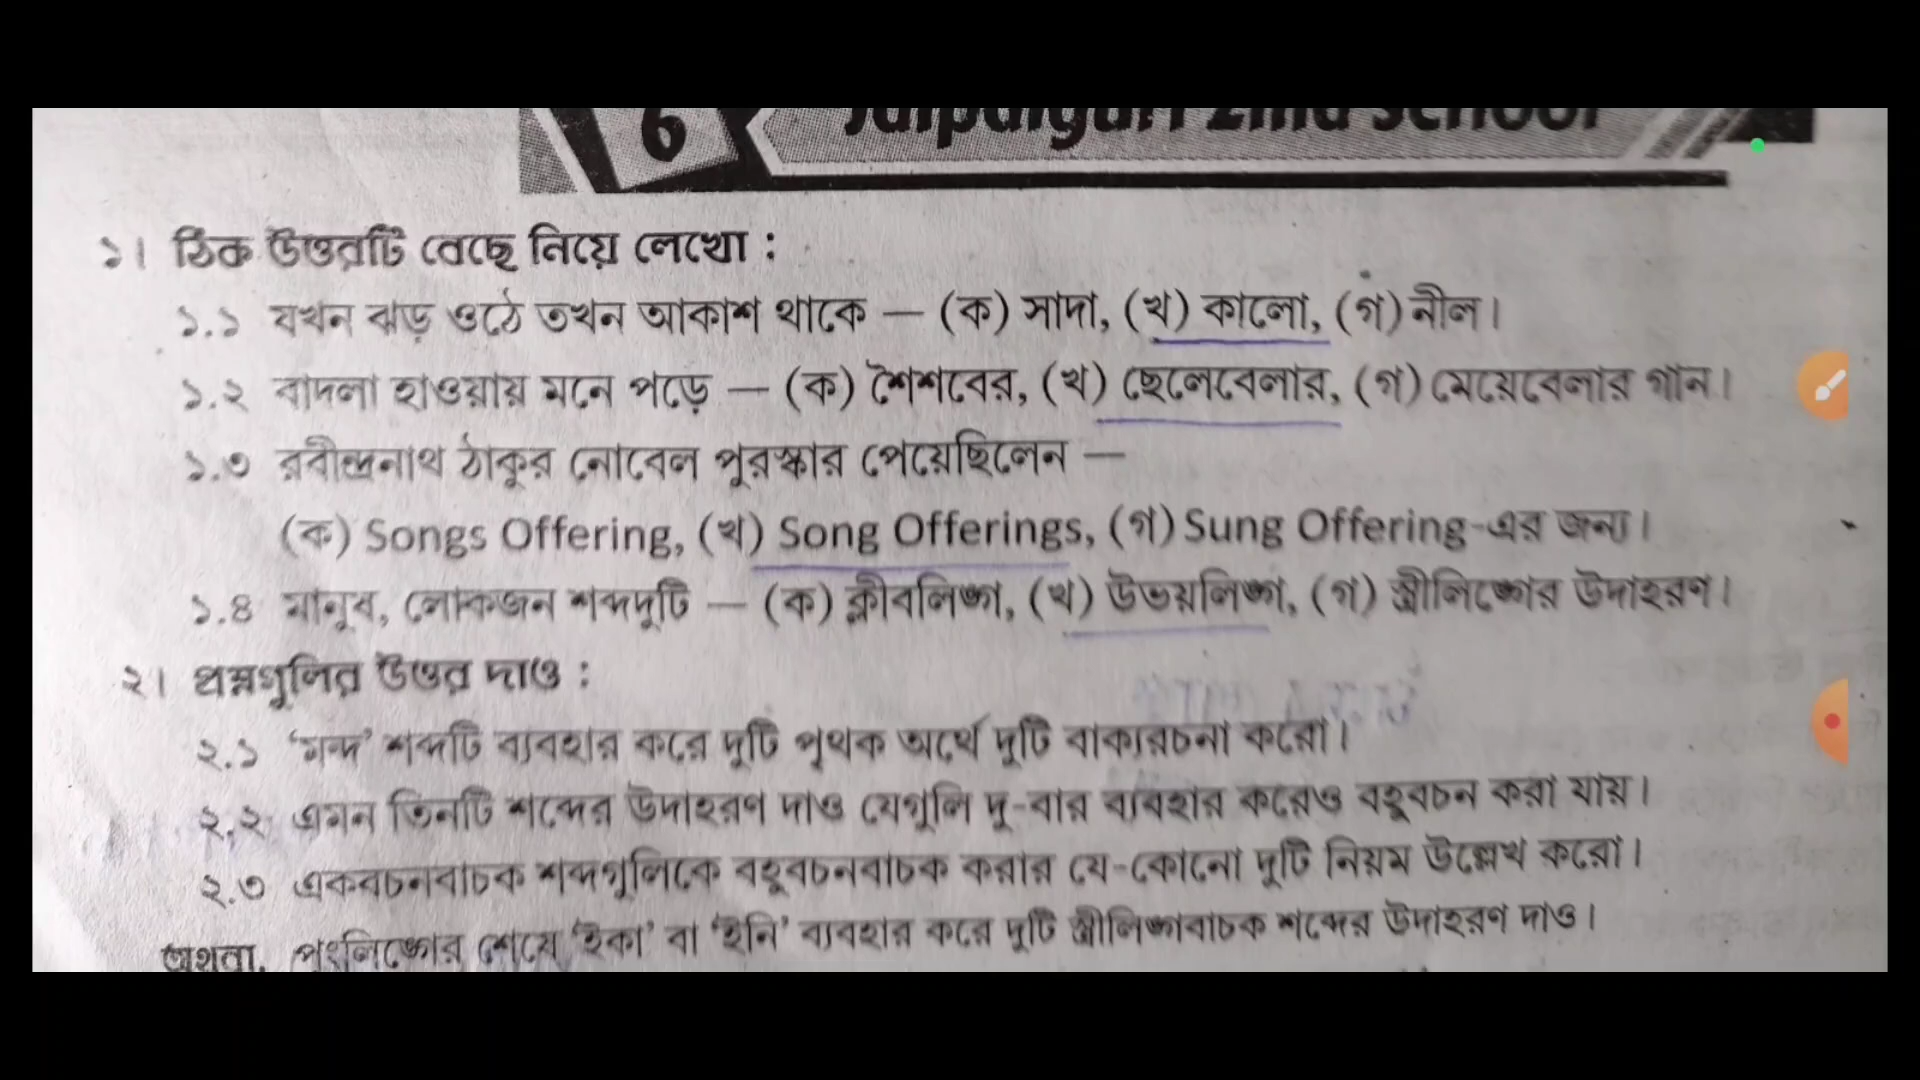 6 Jalpaiguri Zilla School
১। ঠিক উত্তরটি বেছে নিয়ে লেখো :
১.১ যখন ঝড় ওঠে তখন আকাশ থাকে — (ক) সাদা, (খ) কালো, (গ) নীল।
১.২ বাদলা হাওয়ায় মনে পড়ে — (ক) শৈশবের, (খ) ছেলেবেলার, (গ) মেয়েবেলার গান।
১.৩ রবীন্দ্রনাথ ঠাকুর নোবেল পুরস্কার পেয়েছিলেন —
(ক) Songs Offering, (খ) Song Offerings, (গ) Sung Offering-এর জন্য।
১.৪ মানুষ, লোকজন শব্দদুটি — (ক) ক্লীবলিঙ্গ, (খ) উভয়লিঙ্গ, (গ) স্ত্রীলিঙ্গের উদাহরণ।
২। প্রশ্নগুলির উত্তর দাও :
২.১ ‘মন্দ’ শব্দটি ব্যবহার করে দুটি পৃথক অর্থে দুটি বাক্যরচনা করো।
২.২ এমন তিনটি শব্দের উদাহরণ দাও যেগুলি দু-বার ব্যবহার করেও বহুবচন করা যায়।
২.৩ একবচনবাচক শব্দগুলিকে বহুবচনবাচক করার যে-কোনো দুটি নিয়ম উল্লেখ করো।
অথবা, পুংলিঙ্গের শেষে ‘ইকা’ বা ‘ইনি’ ব্যবহার করে দুটি স্ত্রীলিঙ্গবাচক শব্দের উদাহরণ দাও।